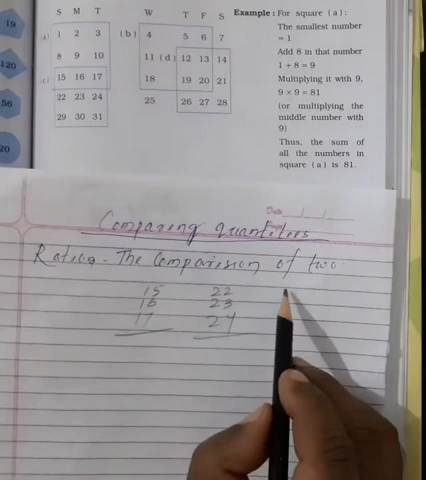 S M T W T F S
(a) 1 2 3 (b) 4 5 6 7
8 9 10 11 (d) 12 13 14
(c) 15 16 17 18 19 20 21
22 23 24 25 26 27 28
29 30 31
19
120
56
20
Example : For square (a) :
The smallest number
= 1
Add 8 in that number
1 + 8 = 9
Multiplying it with 9,
9 × 9 = 81
(or multiplying the
middle number with
9)
Thus, the sum of
all the numbers in
square (a) is 81.
Date
Comparing quantities
The Comparision of two
15 22
16 23
17 24